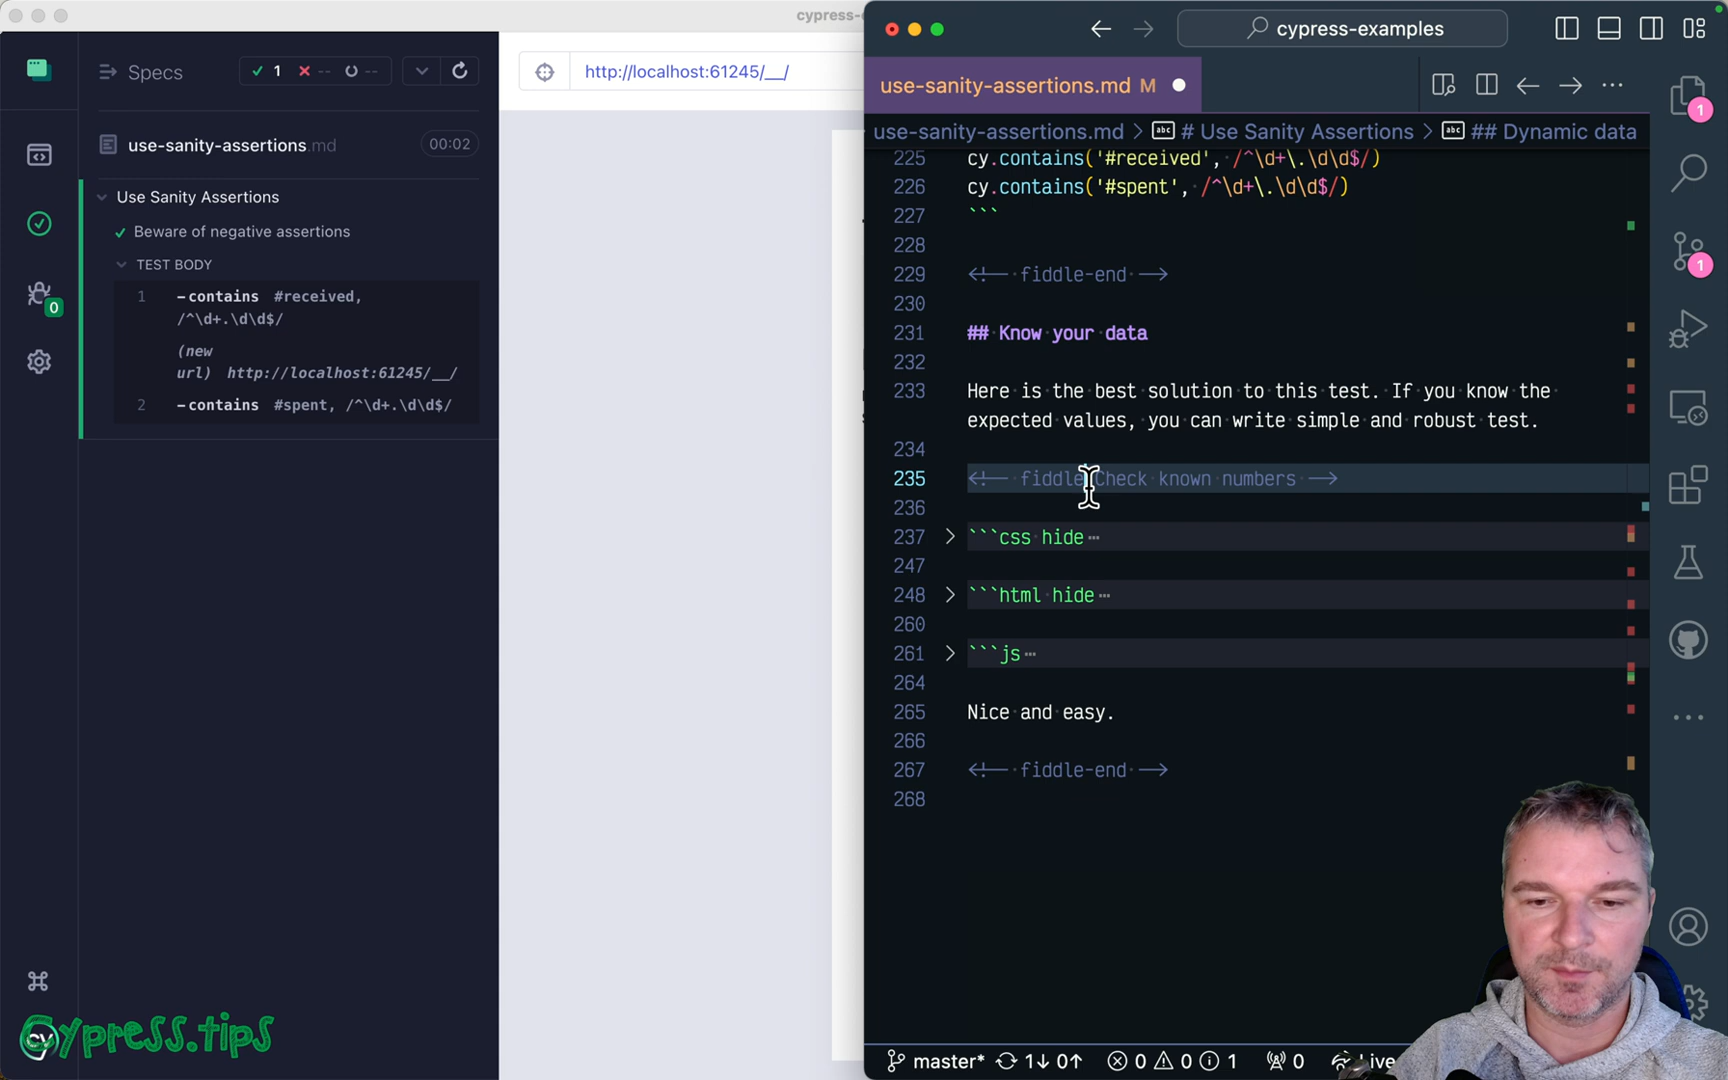 cypress-
Specs
1
--
--
http://localhost:61245/__/
use-sanity-assertions.md
00:02
Use Sanity Assertions
Beware of negative assertions
TEST BODY
1 -contains #received,
/^\d+.\d\d$/
(new
url) http://localhost:61245/__/
2 -contains #spent, /^\d+.\d\d$/
0
cy
Cypress.tips
cypress-examples
use-sanity-assertions.md M
use-sanity-assertions.md > abc # Use Sanity Assertions > abc ## Dynamic data
225 cy.contains('#received', /^\d+\.\d\d$/)
226 cy.contains('#spent', /^\d+\.\d\d$/)
227 ```
228
229 <!-- fiddle-end -->
230
231 ## Know your data
232
233 Here is the best solution to this test. If you know the
expected values, you can write simple and robust test.
234
235 <!-- fiddle Check known numbers -->
236
237 ```css hide ...
247
248 ```html hide ...
260
261 ```js ...
264
265 Nice and easy.
266
267 <!-- fiddle-end -->
268
1
1
master* 1↓ 0↑ 0 0 1 0 Live